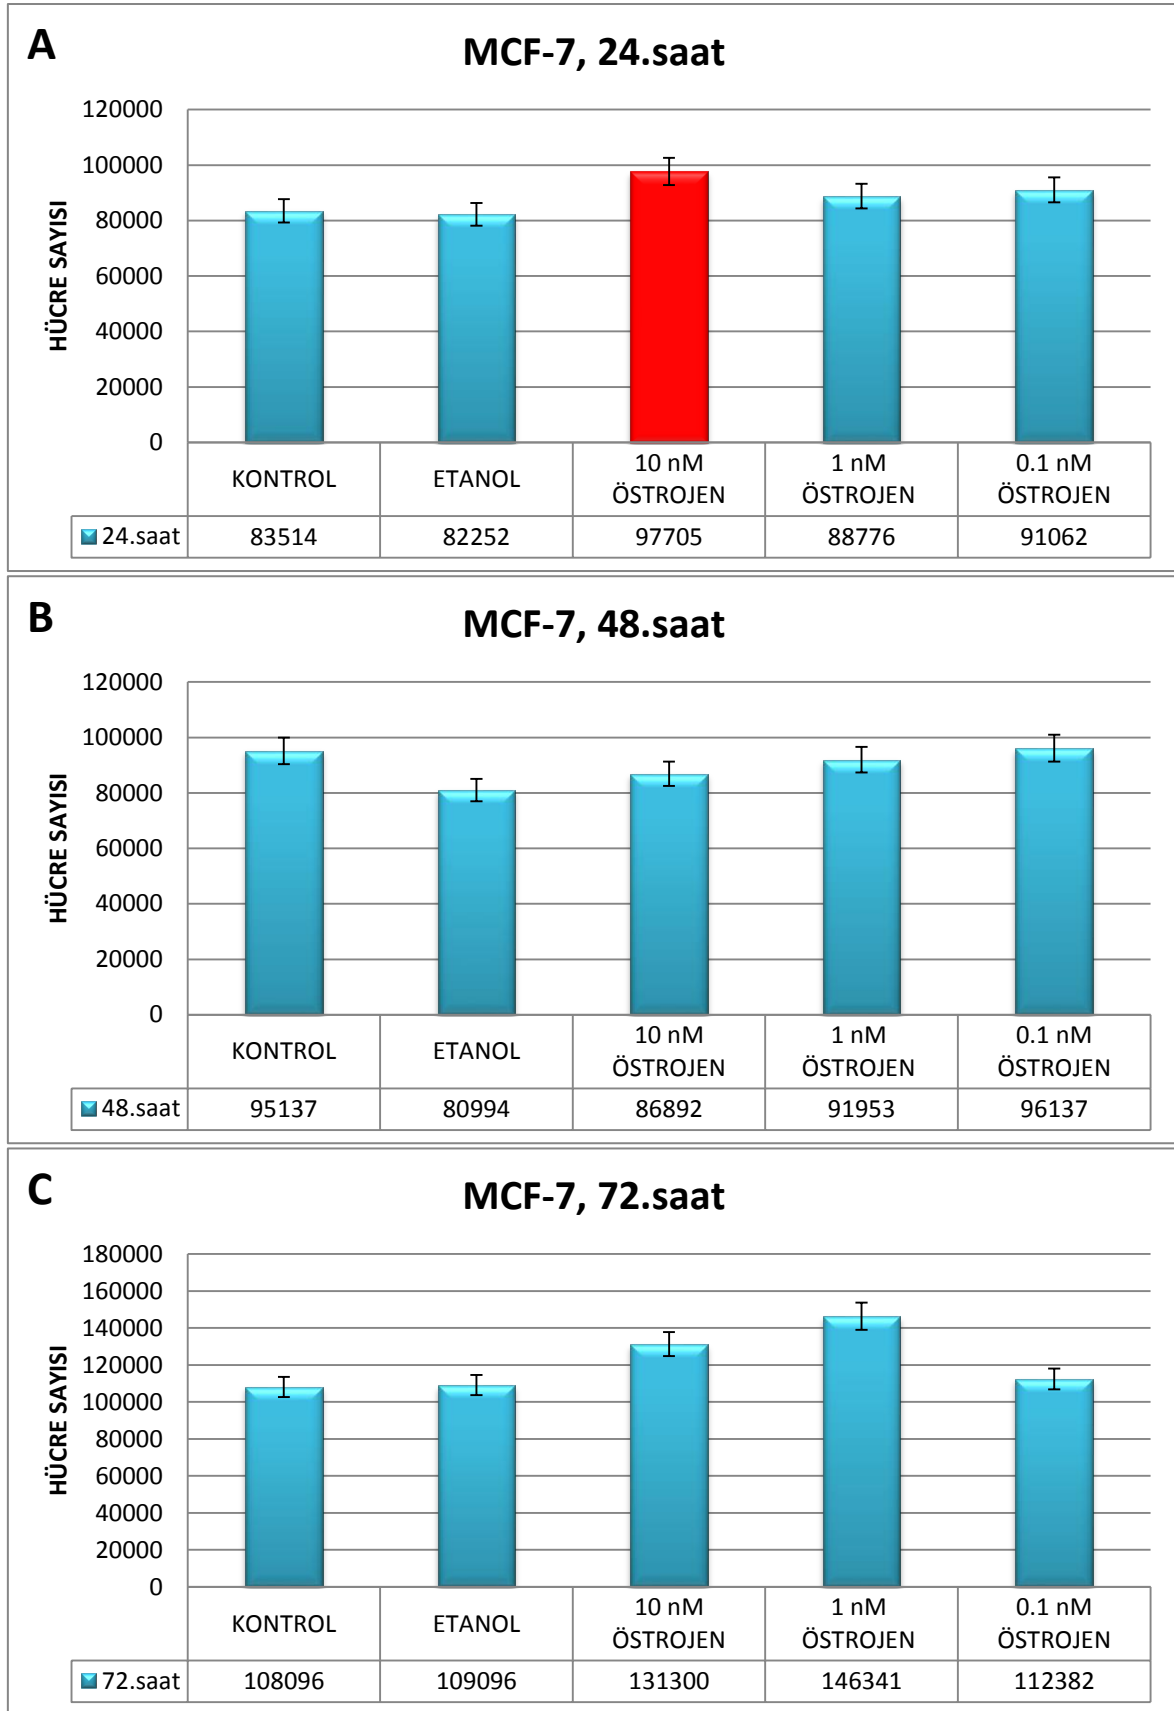 A
MCF-7, 24.saat
120000
100000
80000
60000
40000
20000
0
HÜCRE SAYISI
KONTROL
ETANOL
10 nM
ÖSTROJEN
1 nM
ÖSTROJEN
0.1 nM
ÖSTROJEN
24.saat 83514 82252 97705 88776 91062
B
MCF-7, 48.saat
120000
100000
80000
60000
40000
20000
0
HÜCRE SAYISI
KONTROL
ETANOL
10 nM
ÖSTROJEN
1 nM
ÖSTROJEN
0.1 nM
ÖSTROJEN
48.saat 95137 80994 86892 91953 96137
C
MCF-7, 72.saat
180000
160000
140000
120000
100000
80000
60000
40000
20000
0
HÜCRE SAYISI
KONTROL
ETANOL
10 nM
ÖSTROJEN
1 nM
ÖSTROJEN
0.1 nM
ÖSTROJEN
72.saat 108096 109096 131300 146341 112382